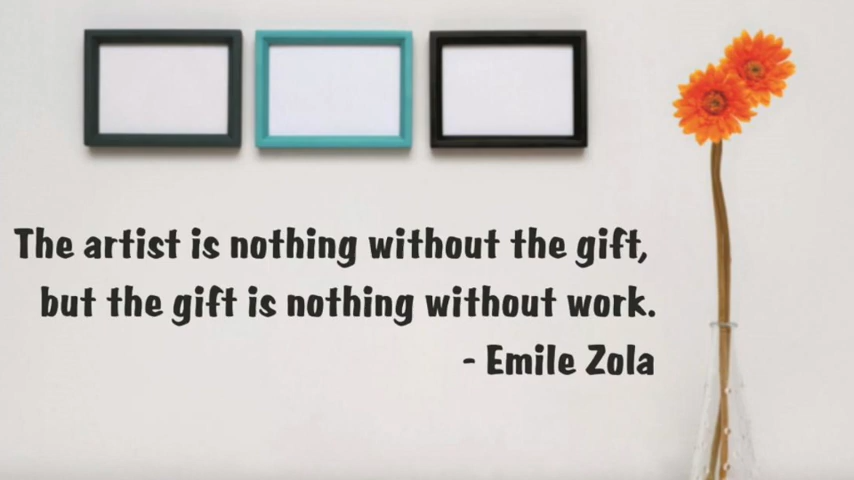 The artist is nothing without the gift,
but the gift is nothing without work.
- Emile Zola